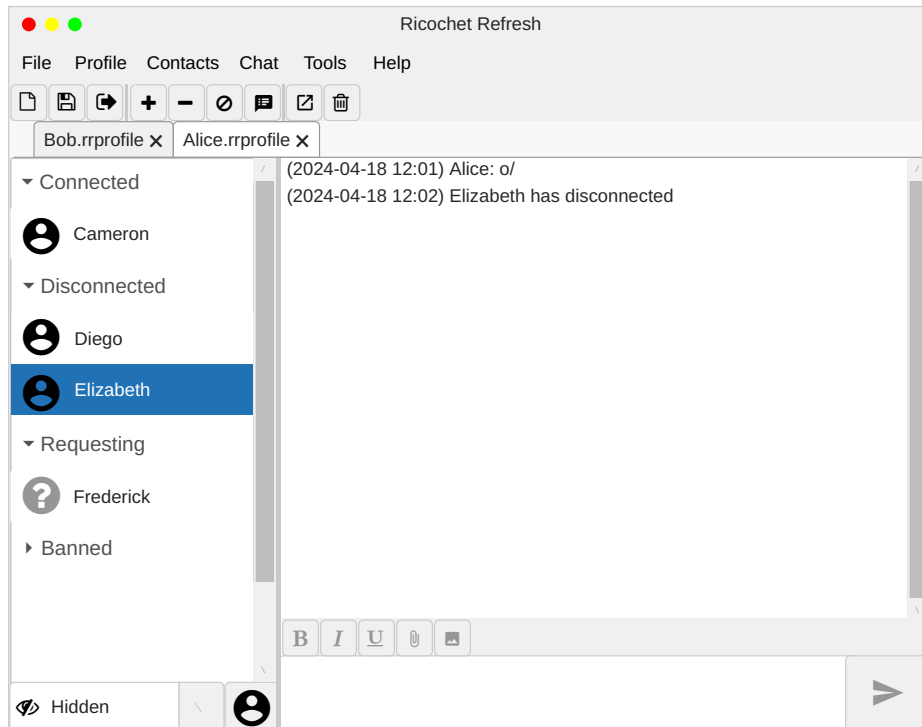 Ricochet Refresh
File Profile Contacts Chat Tools Help
Bob.rrprofile Alice.rrprofile
Connected
Cameron
Disconnected
Diego
Elizabeth
Requesting
Frederick
Banned
Hidden
(2024-04-18 12:01) Alice: o/
(2024-04-18 12:02) Elizabeth has disconnected
B I U